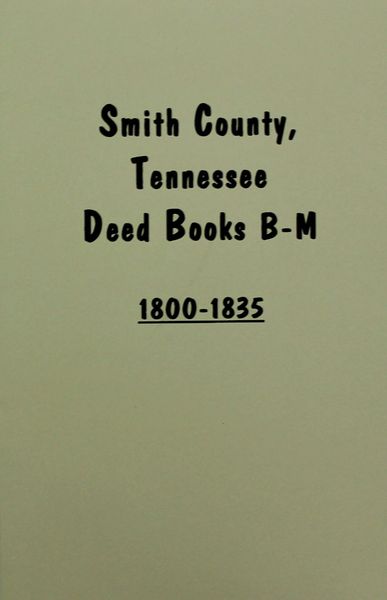 Smith County,
Tennessee
Deed Books B-M
1800-1835